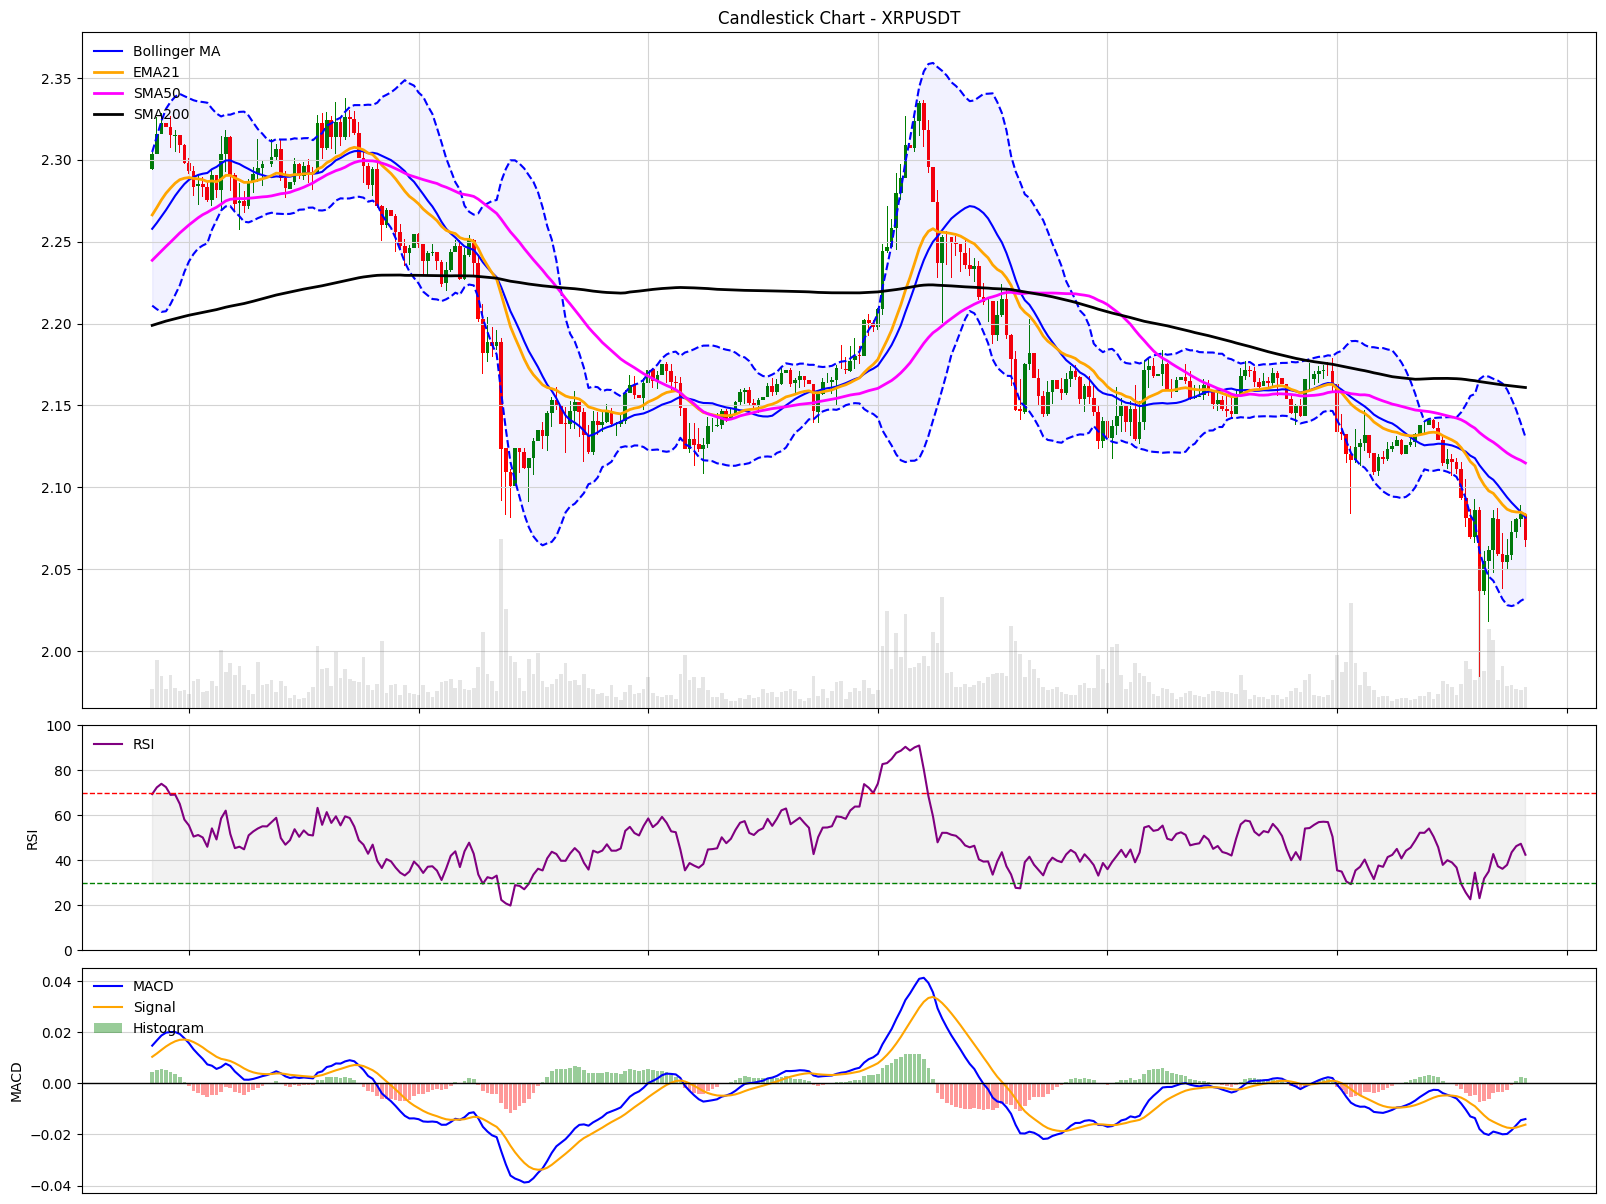 Candlestick Chart - XRPUSDT
Bollinger MA
EMA21
SMA50
SMA200
2.35
2.30
2.25
2.20
2.15
2.10
2.05
2.00
RSI
100
80
60
40
20
0
RSI
MACD
Signal
Histogram
0.04
0.02
0.00
−0.02
−0.04
MACD